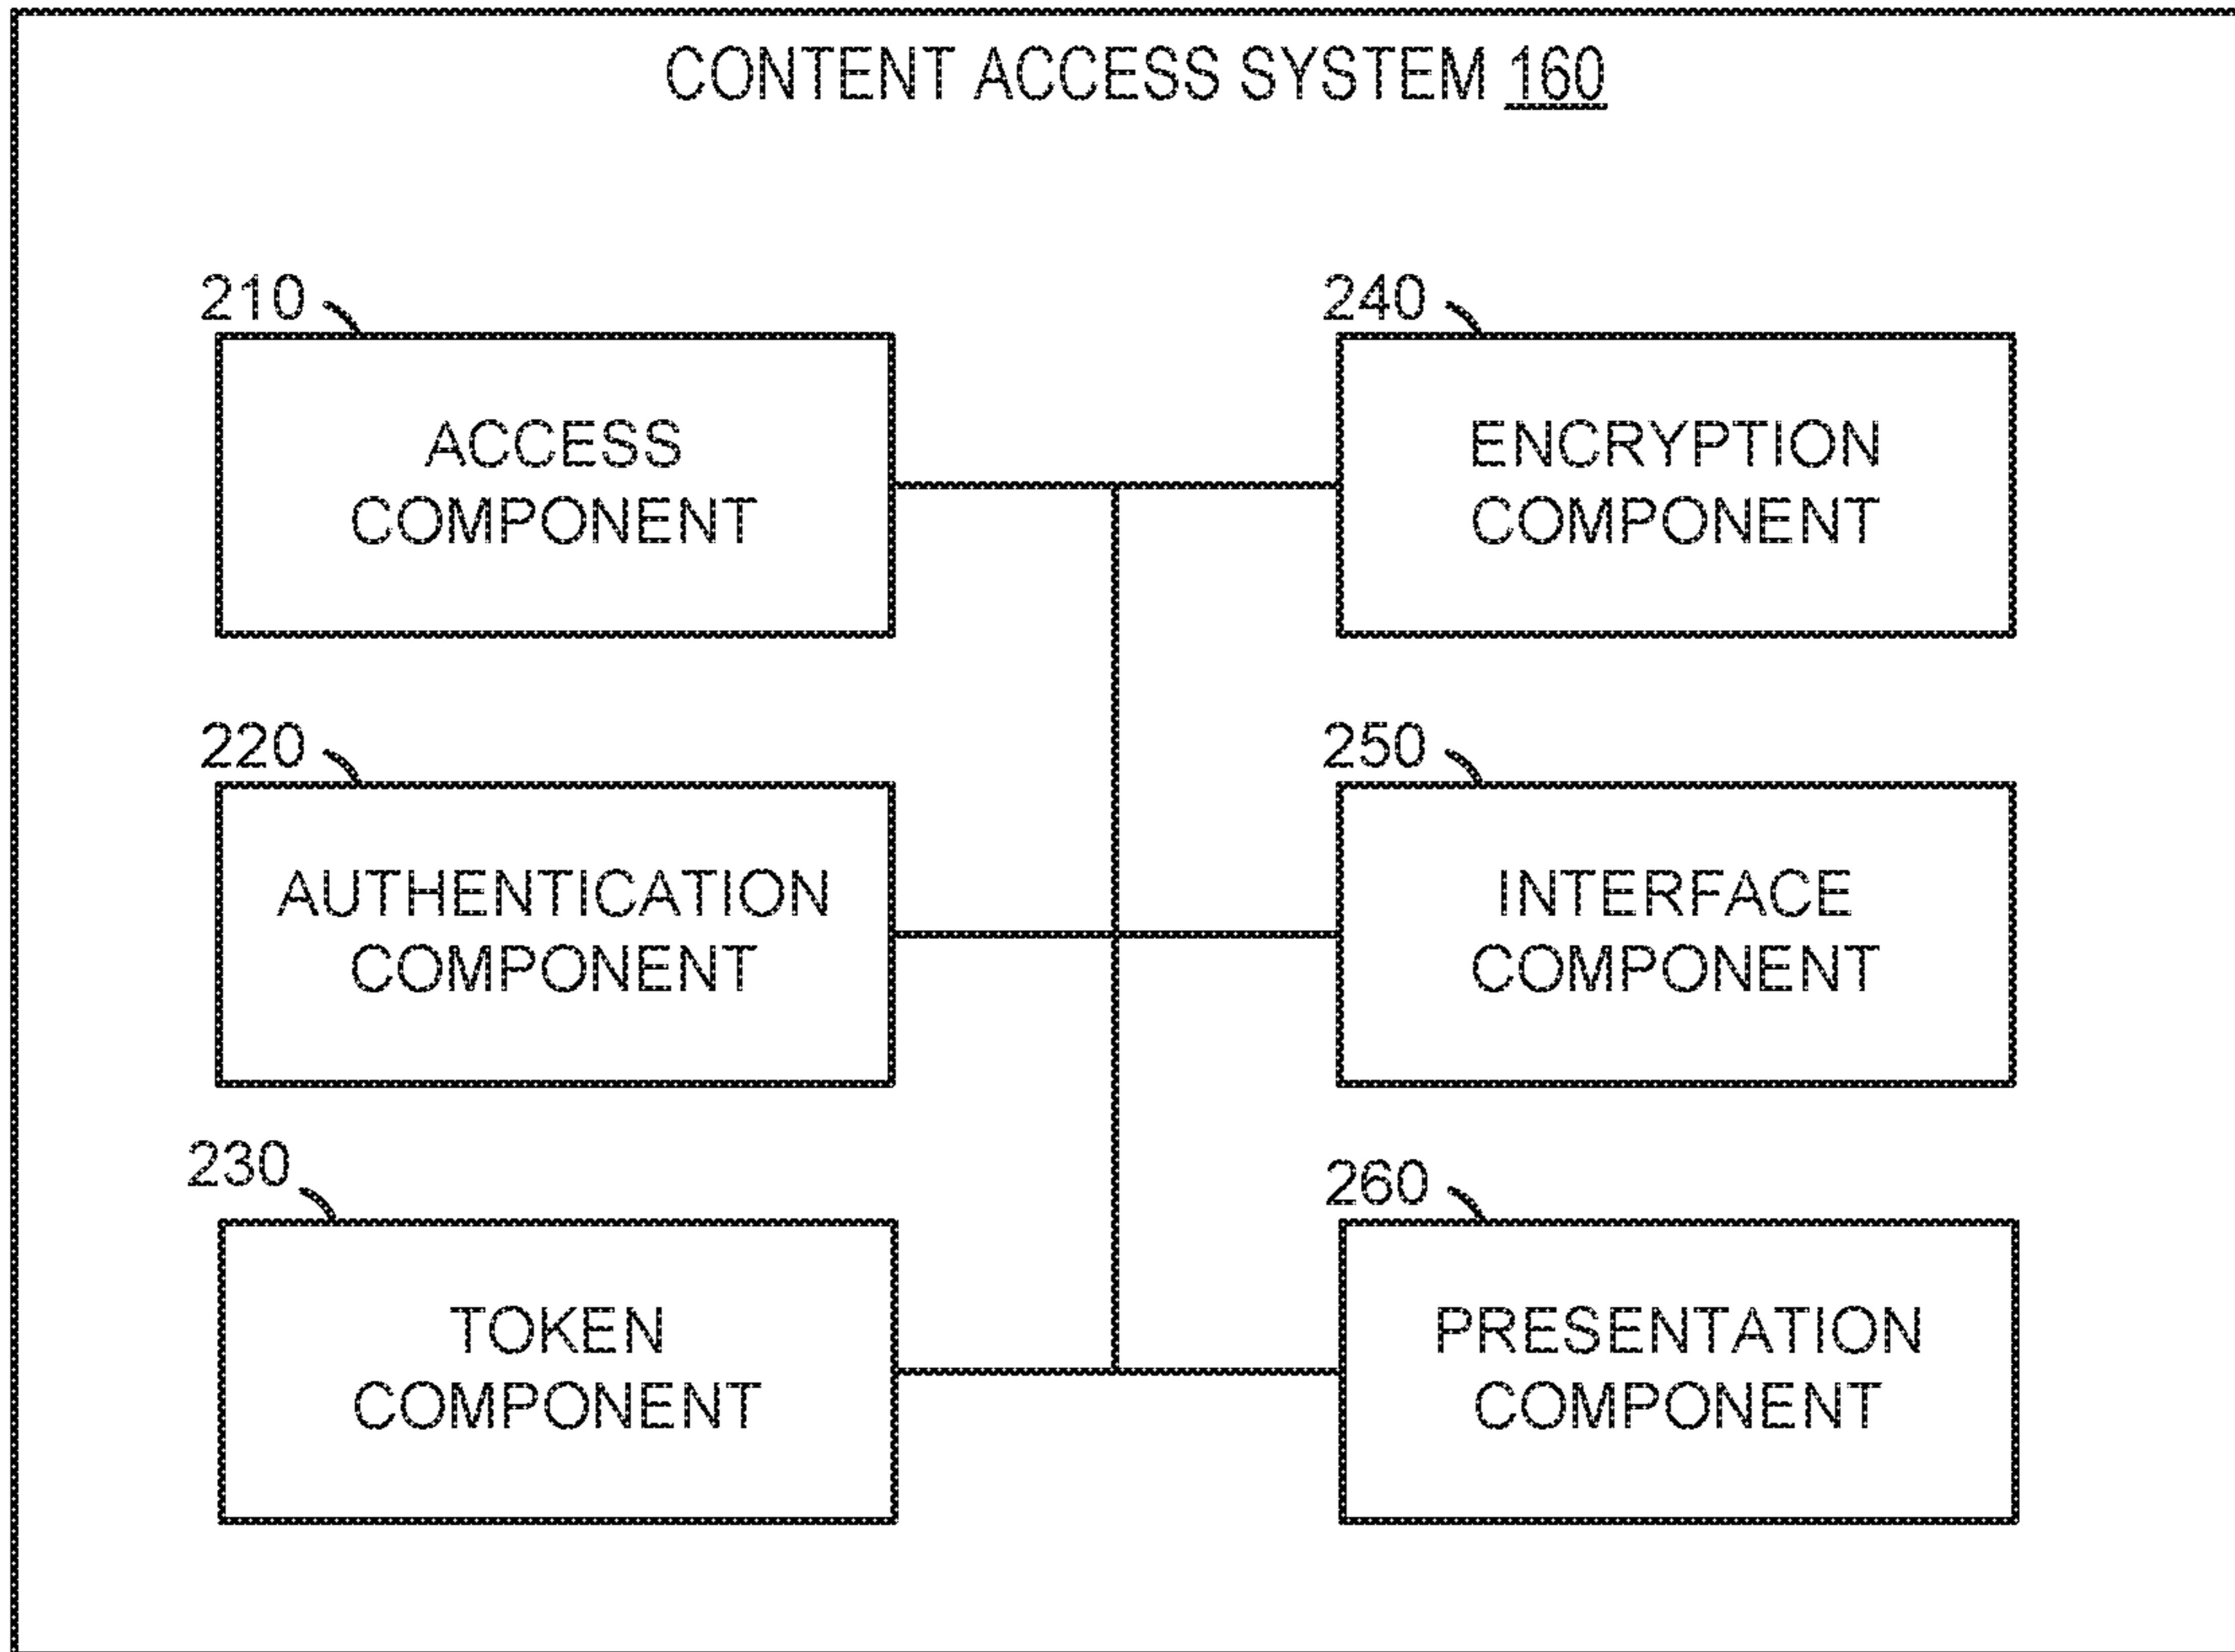 CONTENT ACCESS SYSTEM 160
210
ACCESS
COMPONENT
240
ENCRYPTION
COMPONENT
220
AUTHENTICATION
COMPONENT
250
INTERFACE
COMPONENT
230
TOKEN
COMPONENT
260
PRESENTATION
COMPONENT